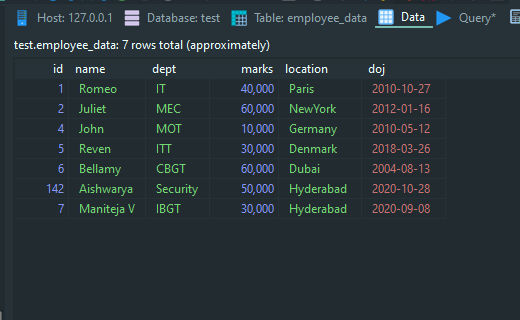 Host: 127.0.0.1 Database: test Table: employee_data Data Query*
test.employee_data: 7 rows total (approximately)
id name dept marks location doj
1 Romeo IT 40,000 Paris 2010-10-27
2 Juliet MEC 60,000 NewYork 2012-01-16
4 John MOT 10,000 Germany 2010-05-12
5 Reven ITT 30,000 Denmark 2018-03-26
6 Bellamy CBGT 60,000 Dubai 2004-08-13
142 Aishwarya Security 50,000 Hyderabad 2020-10-28
7 Maniteja V IBGT 30,000 Hyderabad 2020-09-08